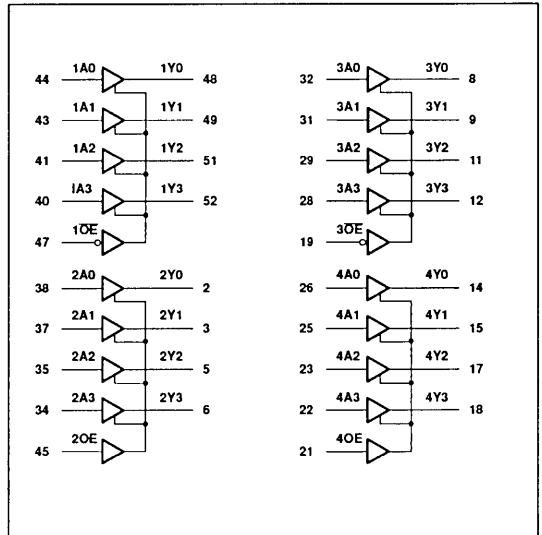 44 1A0 1Y0 48
43 1A1 1Y1 49
41 1A2 1Y2 51
40 IA3 1Y3 52
47 1O̅E̅
38 2A0 2Y0 2
37 2A1 2Y1 3
35 2A2 2Y2 5
34 2A3 2Y3 6
45 2OE
32 3A0 3Y0 8
31 3A1 3Y1 9
29 3A2 3Y2 11
28 3A3 3Y3 12
19 3O̅E̅
26 4A0 4Y0 14
25 4A1 4Y1 15
23 4A2 4Y2 17
22 4A3 4Y3 18
21 4OE